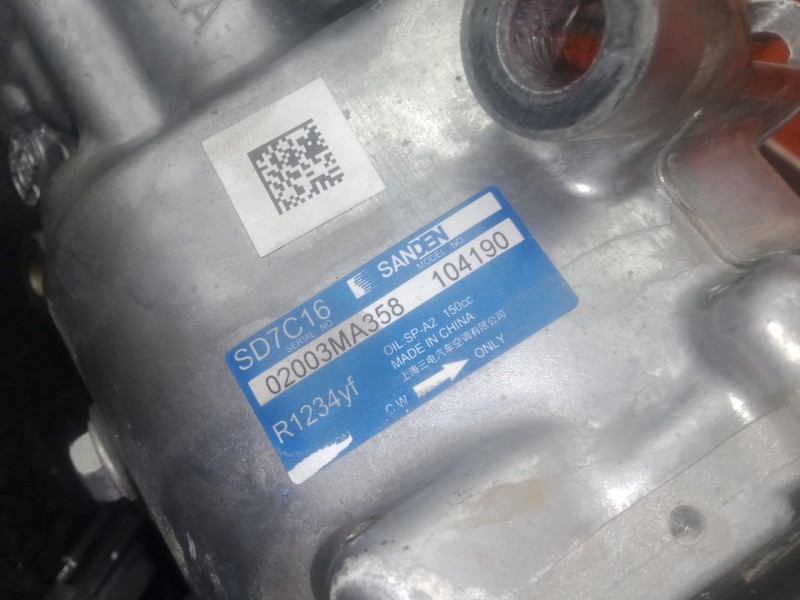 SANDEN
SD7C16
MODEL NO
SERIAL NO
02003MA358 104190
R1234yf
OIL:SP-A2 150cc
MADE IN CHINA
上海三电汽车空调有限公司
C.W. ONLY